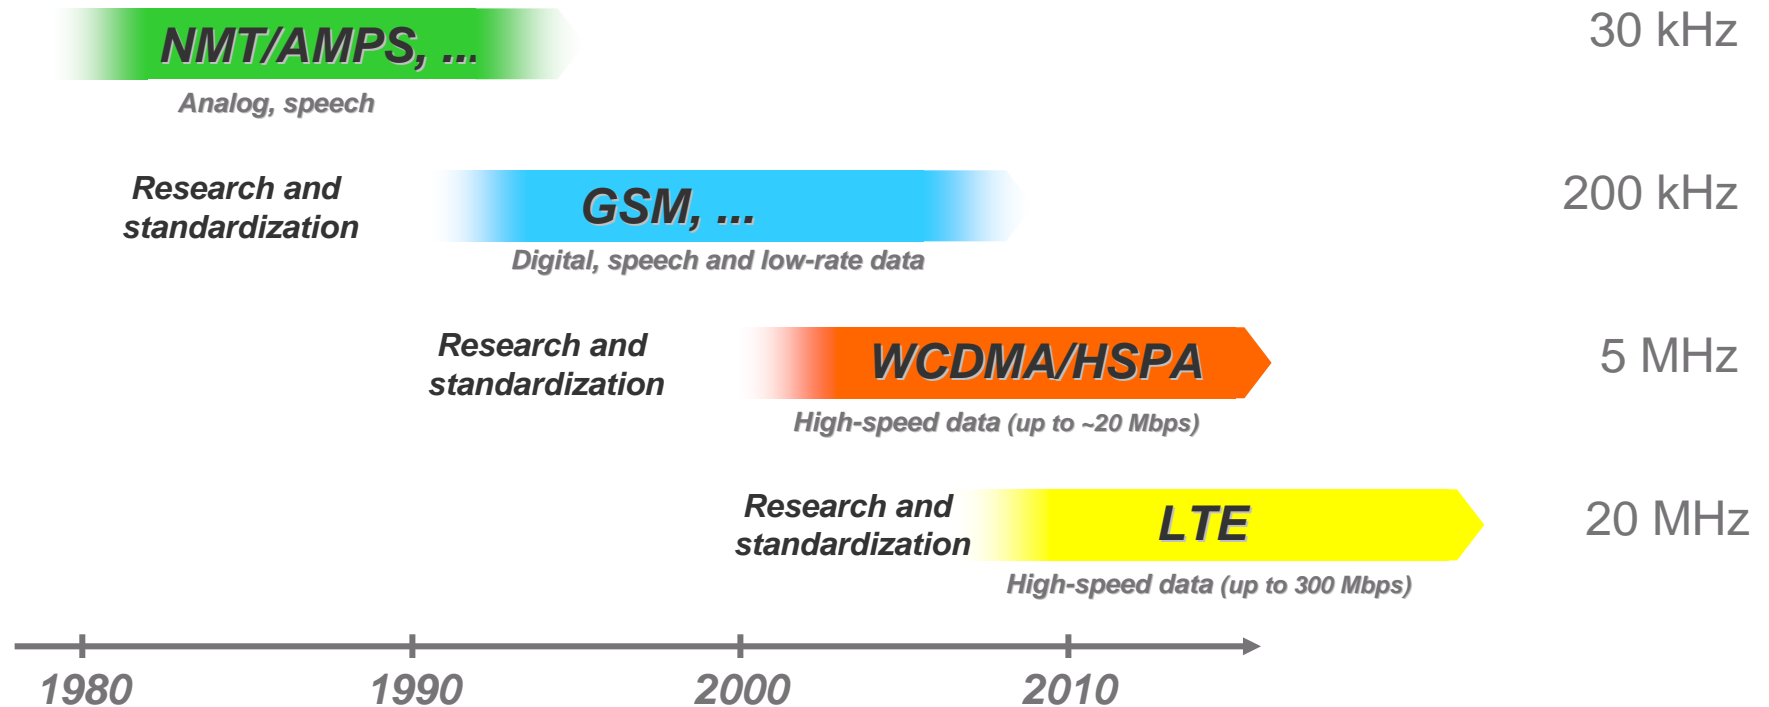 NMT/AMPS, ...
30 kHz
Analog, speech
Research and
standardization
GSM, ...
200 kHz
Digital, speech and low-rate data
Research and
standardization
WCDMA/HSPA
5 MHz
High-speed data (up to ~20 Mbps)
Research and
standardization
LTE
20 MHz
High-speed data (up to 300 Mbps)
1980 1990 2000 2010